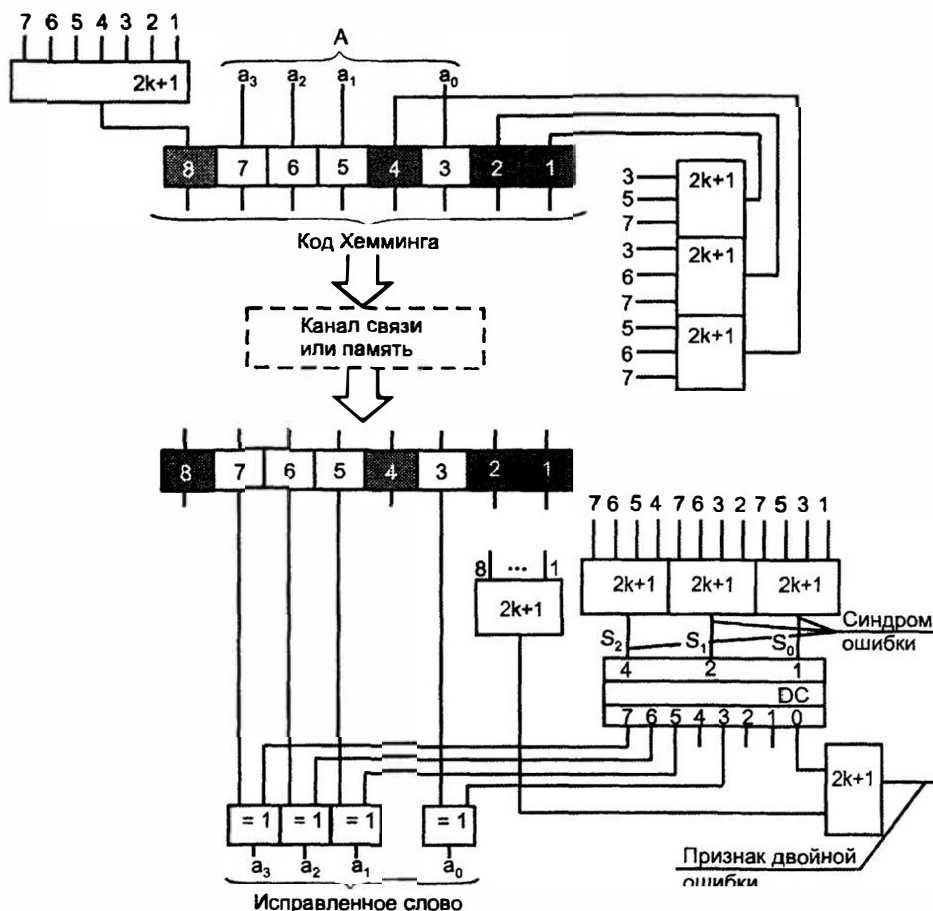 7 6 5 4 3 2 1
2k+1
A
a₃ a₂ a₁ a₀
8 7 6 5 4 3 2 1
3
5
7
2k+1
3
6
7
2k+1
5
6
7
2k+1
Код Хемминга
Канал связи
или память
8 7 6 5 4 3 2 1
7 6 5 4 7 6 3 2 7 5 3 1
8 ... 1
2k+1
2k+1 2k+1 2k+1
Синдром
ошибки
S₂ S₁ S₀
4 2 1
DC
7 6 5 4 3 2 1 0
2k+1
= 1 = 1 = 1 = 1
a₃ a₂ a₁ a₀
Признак двойной
ошибки
Исправленное слово